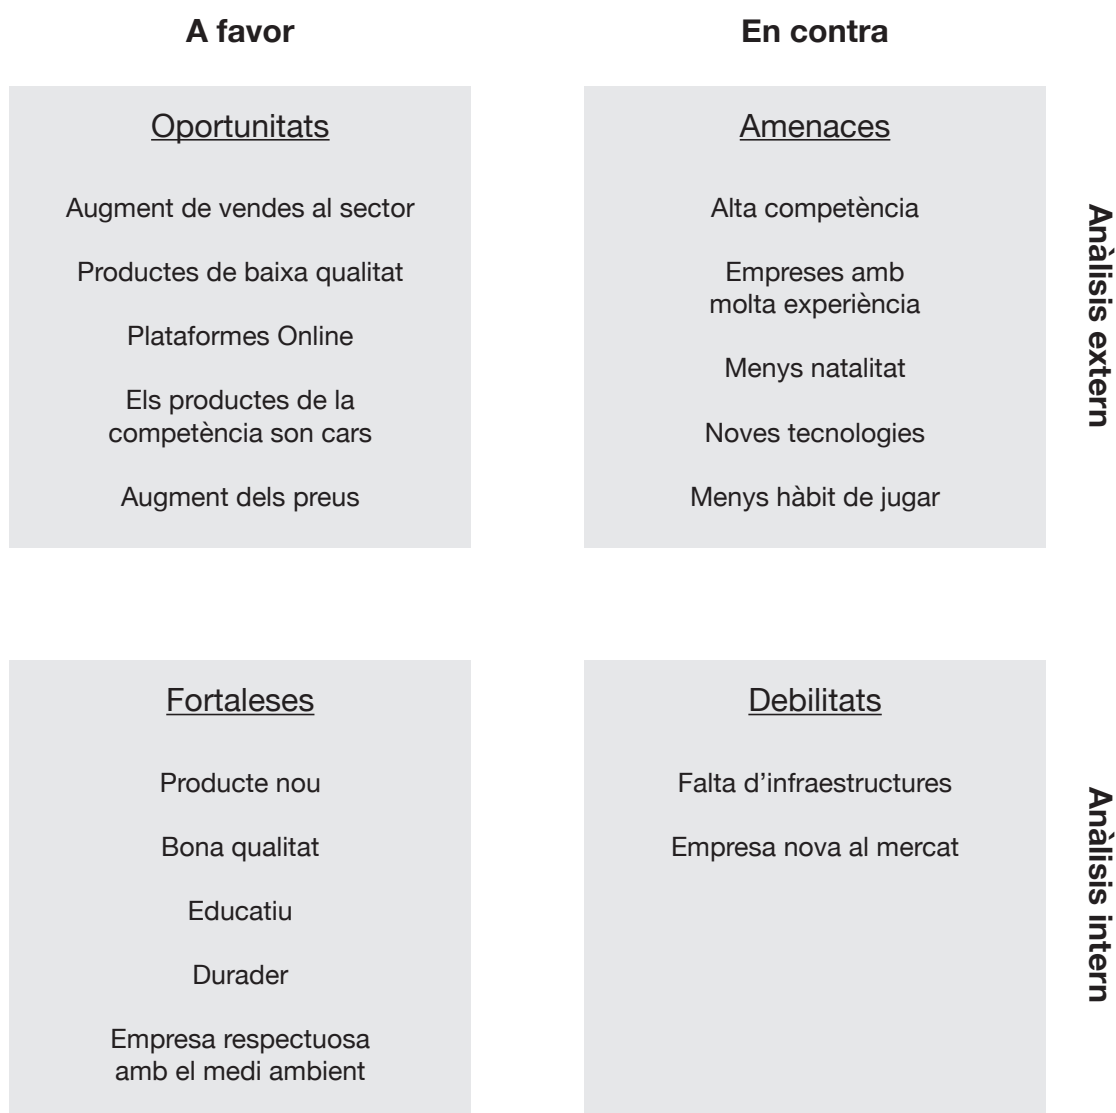 A favor
En contra
Oportunitats
Augment de vendes al sector
Productes de baixa qualitat
Plataformes Online
Els productes de la
competència son cars
Augment dels preus
Amenaces
Alta competència
Empreses amb
molta experiència
Menys natalitat
Noves tecnologies
Menys hàbit de jugar
Anàlisis extern
Fortaleses
Producte nou
Bona qualitat
Educatiu
Durader
Empresa respectuosa
amb el medi ambient
Debilitats
Falta d’infraestructures
Empresa nova al mercat
Anàlisis intern